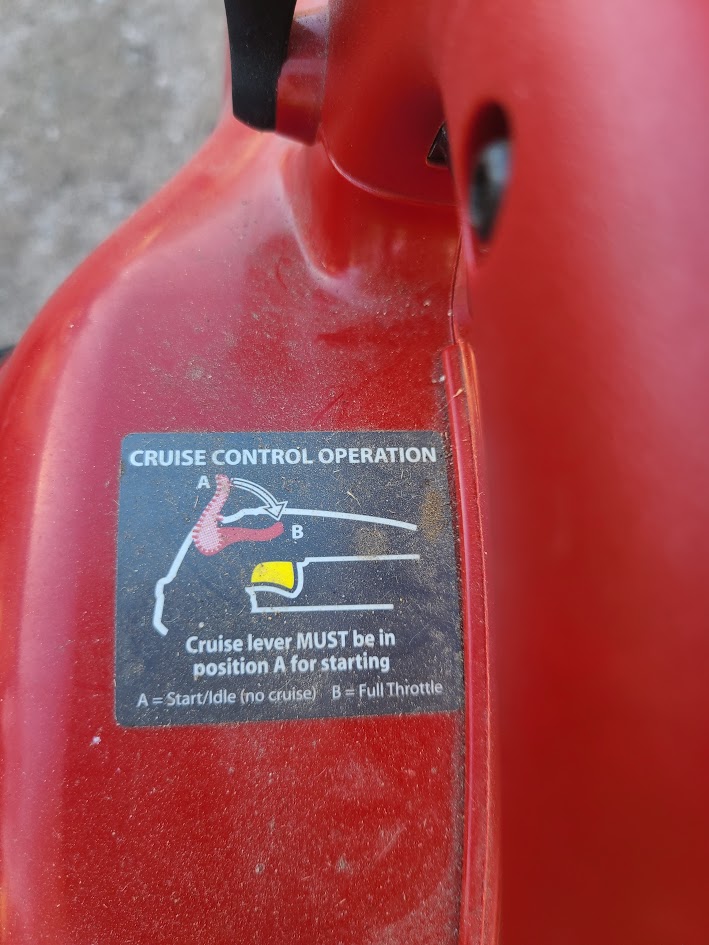 CRUISE CONTROL OPERATION
A
B
Cruise lever MUST be in
position A for starting
A = Start/Idle (no cruise) B = Full Throttle